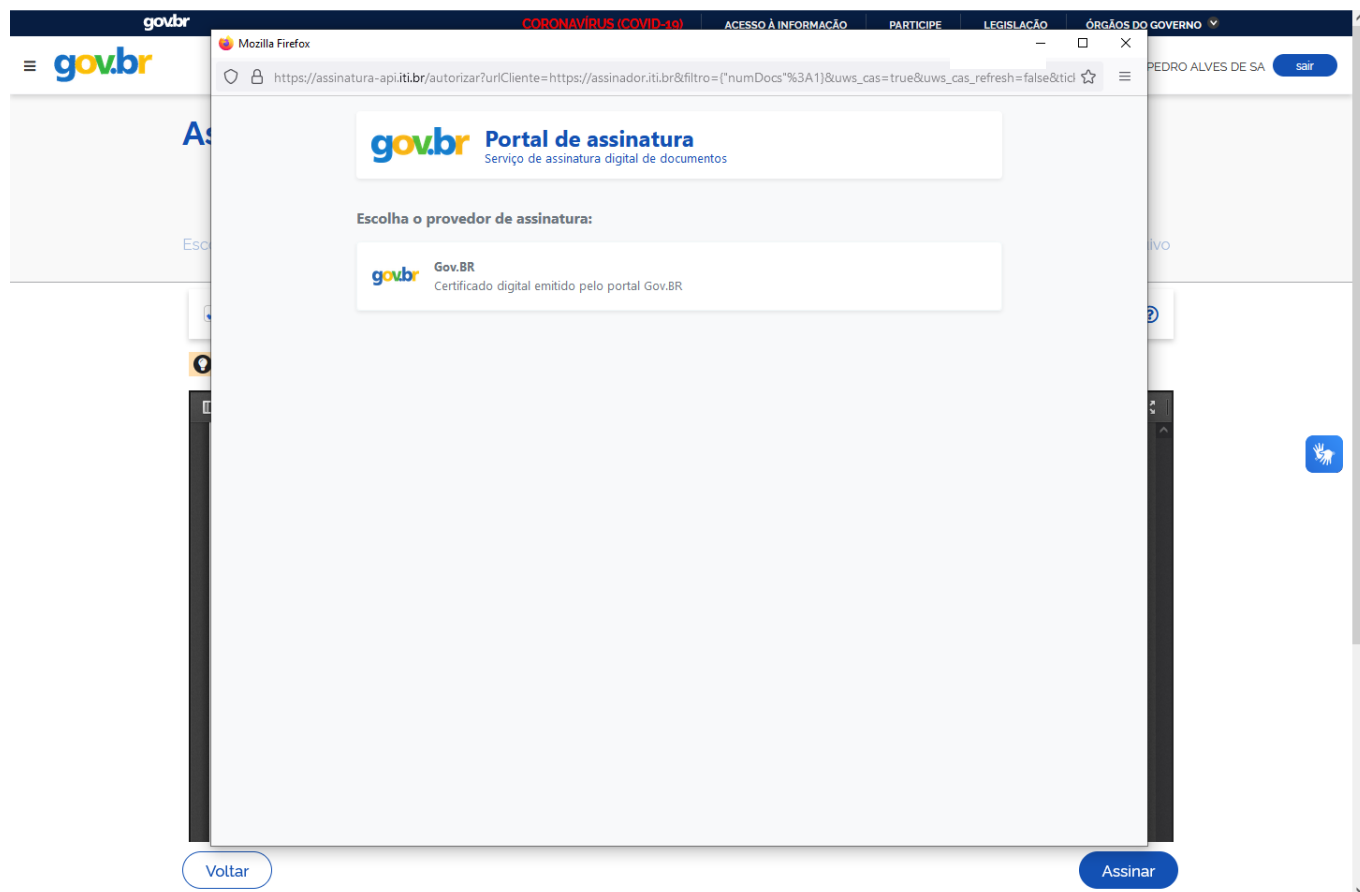 gov.br
CORONAVÍRUS (COVID-19)
ACESSO À INFORMAÇÃO
PARTICIPE
LEGISLAÇÃO
ÓRGÃOS DO GOVERNO
Mozilla Firefox
gov.br
https://assinatura-api.iti.br/autorizar?urlCliente=https://assinador.iti.br&filtro={"numDocs"%3A1}&uws_cas=true&uws_cas_refresh=false&tick
PEDRO ALVES DE SA
sair
gov.br
Portal de assinatura
Serviço de assinatura digital de documentos
Escolha o provedor de assinatura:
gov.br
Gov.BR
Certificado digital emitido pelo portal Gov.BR
Voltar
Assinar